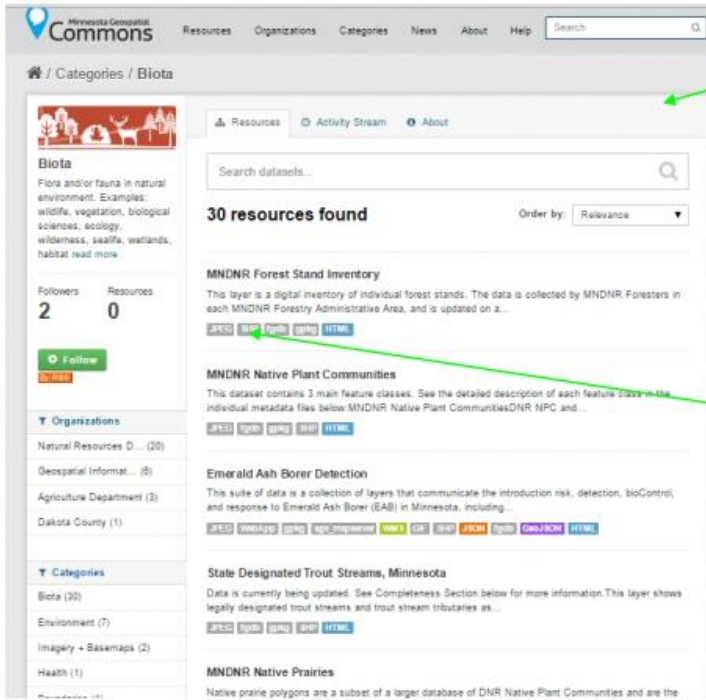 Minnesota Geospatial
Commons
Resources Organizations Categories News About Help Search
/ Categories / Biota
Resources Activity Stream About
Biota
Flora and/or fauna in natural
environment. Examples:
wildlife, vegetation, biological
sciences, ecology,
wilderness, sealife, wetlands,
habitat read more
Followers Resources
2 0
Follow
RSS
Organizations
Natural Resources D... (20)
Geospatial Informat... (6)
Agriculture Department (3)
Dakota County (1)
Categories
Biota (30)
Environment (7)
Imagery + Basemaps (2)
Health (1)
Search datasets...
30 resources found
Order by: Relevance
MNDNR Forest Stand Inventory
This layer is a digital inventory of individual forest stands. The data is collected by MNDNR Foresters in
each MNDNR Forestry Administrative Area, and is updated on a...
JPEG SHP fgdb gpkg HTML
MNDNR Native Plant Communities
This dataset contains 3 main feature classes. See the detailed description of each feature class in the
individual metadata files below MNDNR Native Plant CommunitiesDNR NPC and...
JPEG fgdb gpkg SHP HTML
Emerald Ash Borer Detection
This suite of data is a collection of layers that communicate the introduction risk, detection, bioControl,
and response to Emerald Ash Borer (EAB) in Minnesota, including...
JPEG WebApp gpkg ags_mapserver WMS GIF SHP JSON fgdb GeoJSON HTML
State Designated Trout Streams, Minnesota
Data is currently being updated. See Completeness Section below for more information.This layer shows
legally designated trout streams and trout stream tributaries as...
JPEG fgdb gpkg SHP HTML
MNDNR Native Prairies
Native prairie polygons are a subset of a larger database of DNR Native Plant Communities and are the